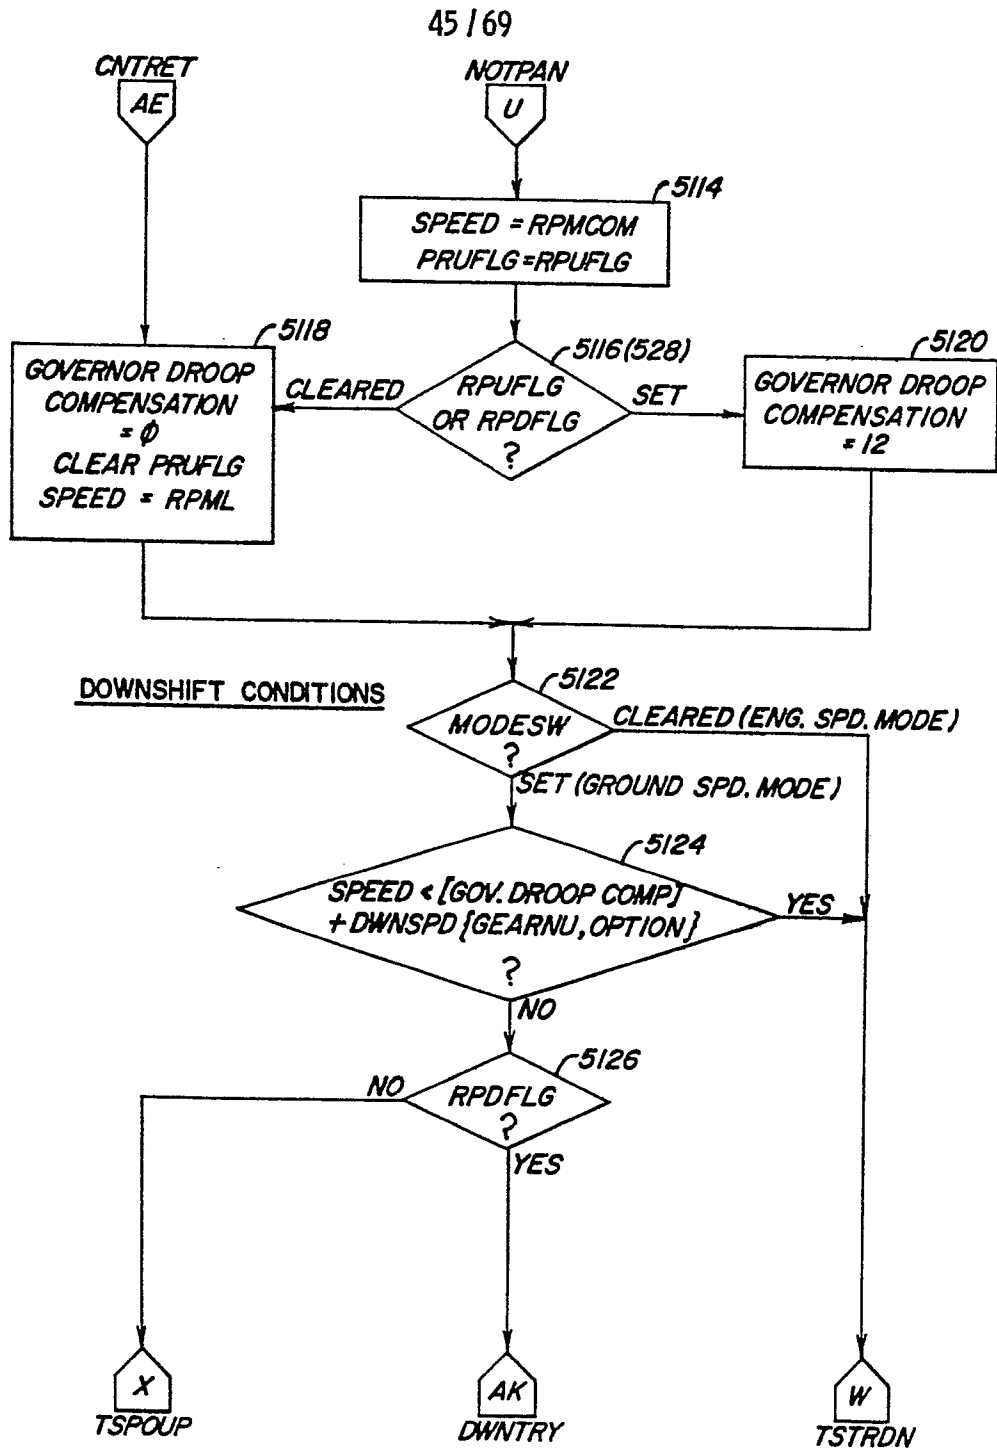 45/69
CNTRET
AE
NOTPAN
U
5114
SPEED = RPMCOM
PRUFLG=RPUFLG
5118
GOVERNOR DROOP
COMPENSATION
= ϕ
CLEAR PRUFLG
SPEED = RPML
CLEARED
5116(528)
RPUFLG
OR RPDFLG
?
SET
5120
GOVERNOR DROOP
COMPENSATION
= 12
DOWNSHIFT CONDITIONS
5122
MODESW
?
CLEARED (ENG. SPD. MODE)
SET (GROUND SPD. MODE)
5124
SPEED < [GOV. DROOP COMP]
+ DWNSPD {GEARNU, OPTION}
?
YES
NO
5126
RPDFLG
?
NO
YES
X
TSPOUP
AK
DWNTRY
W
TSTRDN